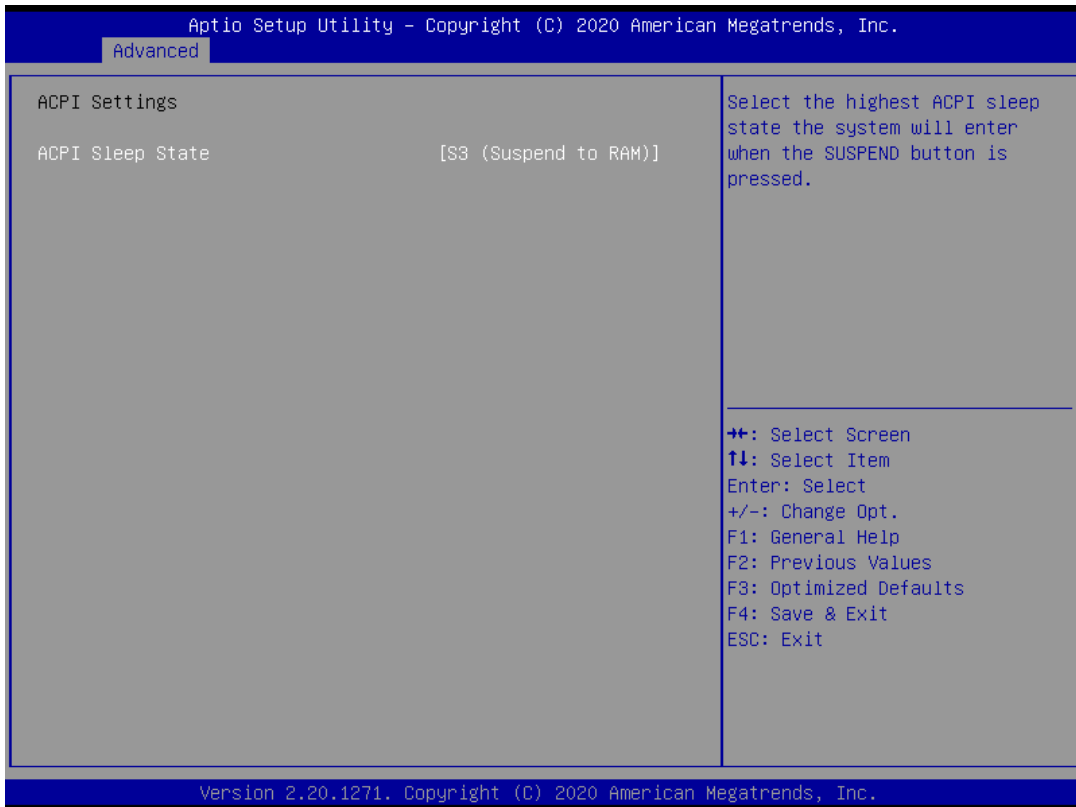 Aptio Setup Utility – Copyright (C) 2020 American Megatrends, Inc.
Advanced
ACPI Settings
ACPI Sleep State [S3 (Suspend to RAM)]
Select the highest ACPI sleep
state the system will enter
when the SUSPEND button is
pressed.
→←: Select Screen
↑↓: Select Item
Enter: Select
+/-: Change Opt.
F1: General Help
F2: Previous Values
F3: Optimized Defaults
F4: Save & Exit
ESC: Exit
Version 2.20.1271. Copyright (C) 2020 American Megatrends, Inc.